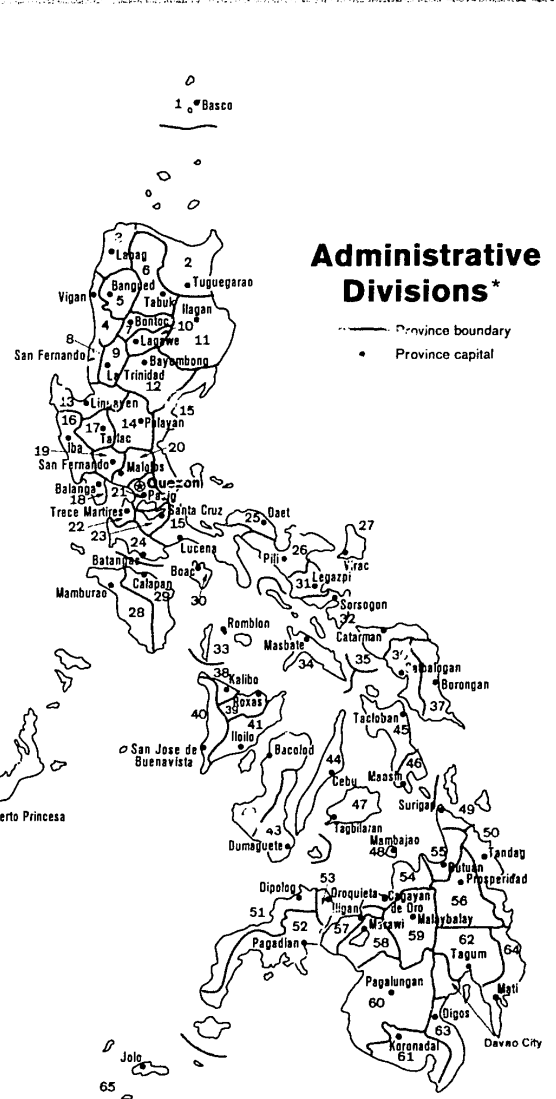 1
Basco
Administrative
Divisions*
Province boundary
Province capital
Laoag
6
2
Tuguegarao
Vigan
Bangued
5
Tabuk
Ilagan
4
Bontoc
7
10
11
8
San Fernando
9
Lagawe
La Trinidad
Bayombong
12
13
Lingayen
15
16
17
Tarlac
14
Palayan
Iba
19
20
San Fernando
Malolos
Balanga
18
21
Quezon
Pasig
Trece Martires
Santa Cruz
22
23
15
24
Lucena
Batangas
25
Daet
27
Pili
26
Virac
31
Legazpi
Sorsogon
32
Mamburao
Calapan
29
Boac
30
28
Romblon
33
Masbate
34
Catarman
35
Catbalogan
Borongan
37
38
Kalibo
Roxas
39
40
41
Iloilo
San Jose de
Buenavista
Bacolod
44
Cebu
Tacloban
45
46
Maasin
47
Tagbilaran
43
Dumaguete
Surigao
49
50
Mambajao
48
55
Butuan
Tandag
Prosperidad
54
56
erto Princesa
53
Dipolog
Oroquieta
Cagayan
de Oro
Iligan
51
52
57
Marawi
58
59
Malaybalay
62
64
Pagadian
Tagum
Pagalungan
60
Mati
Digos
63
Koronadal
61
Davao City
Jolo
65